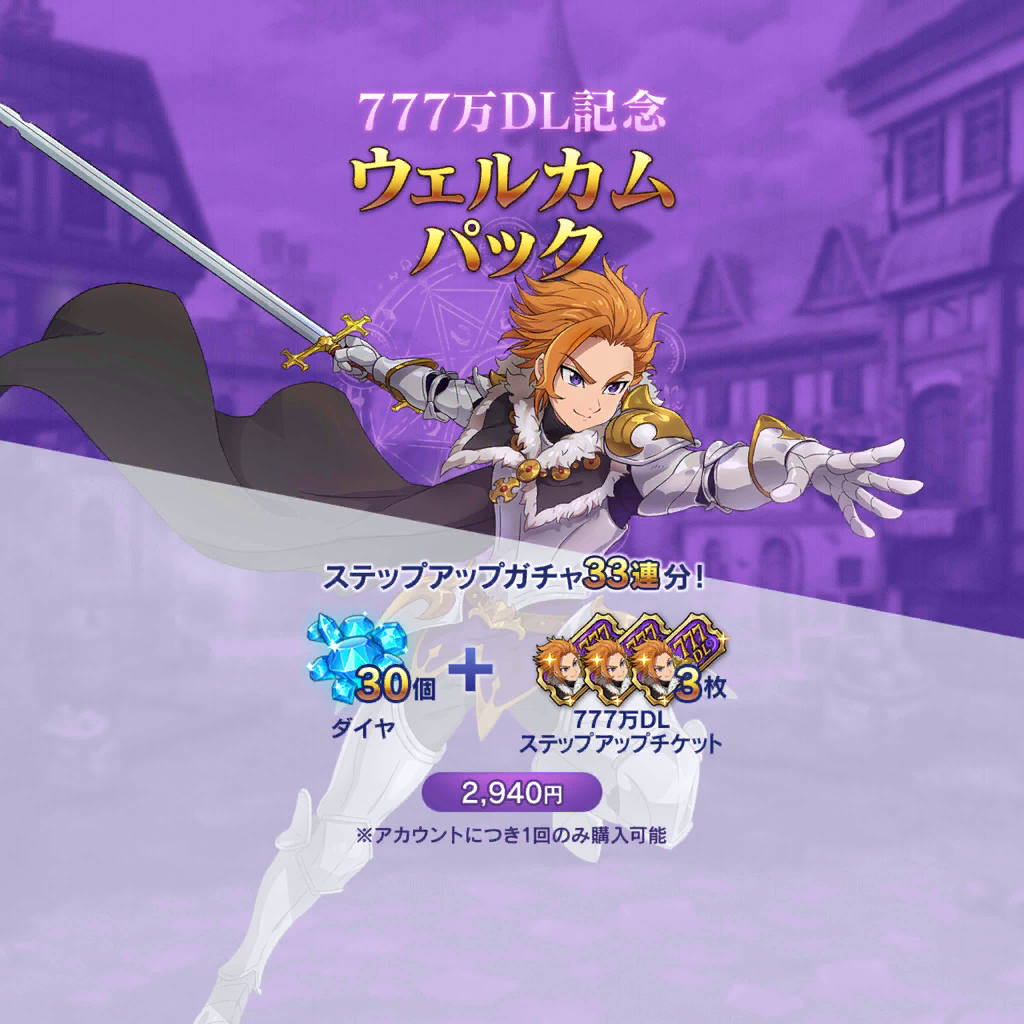 777万DL記念
ウェルカム
パック
ステップアップガチャ33連分!
30個
ダイヤ
777 777 777 DL
3枚
777万DL
ステップアップチケット
2,940円
※アカウントにつき1回のみ購入可能